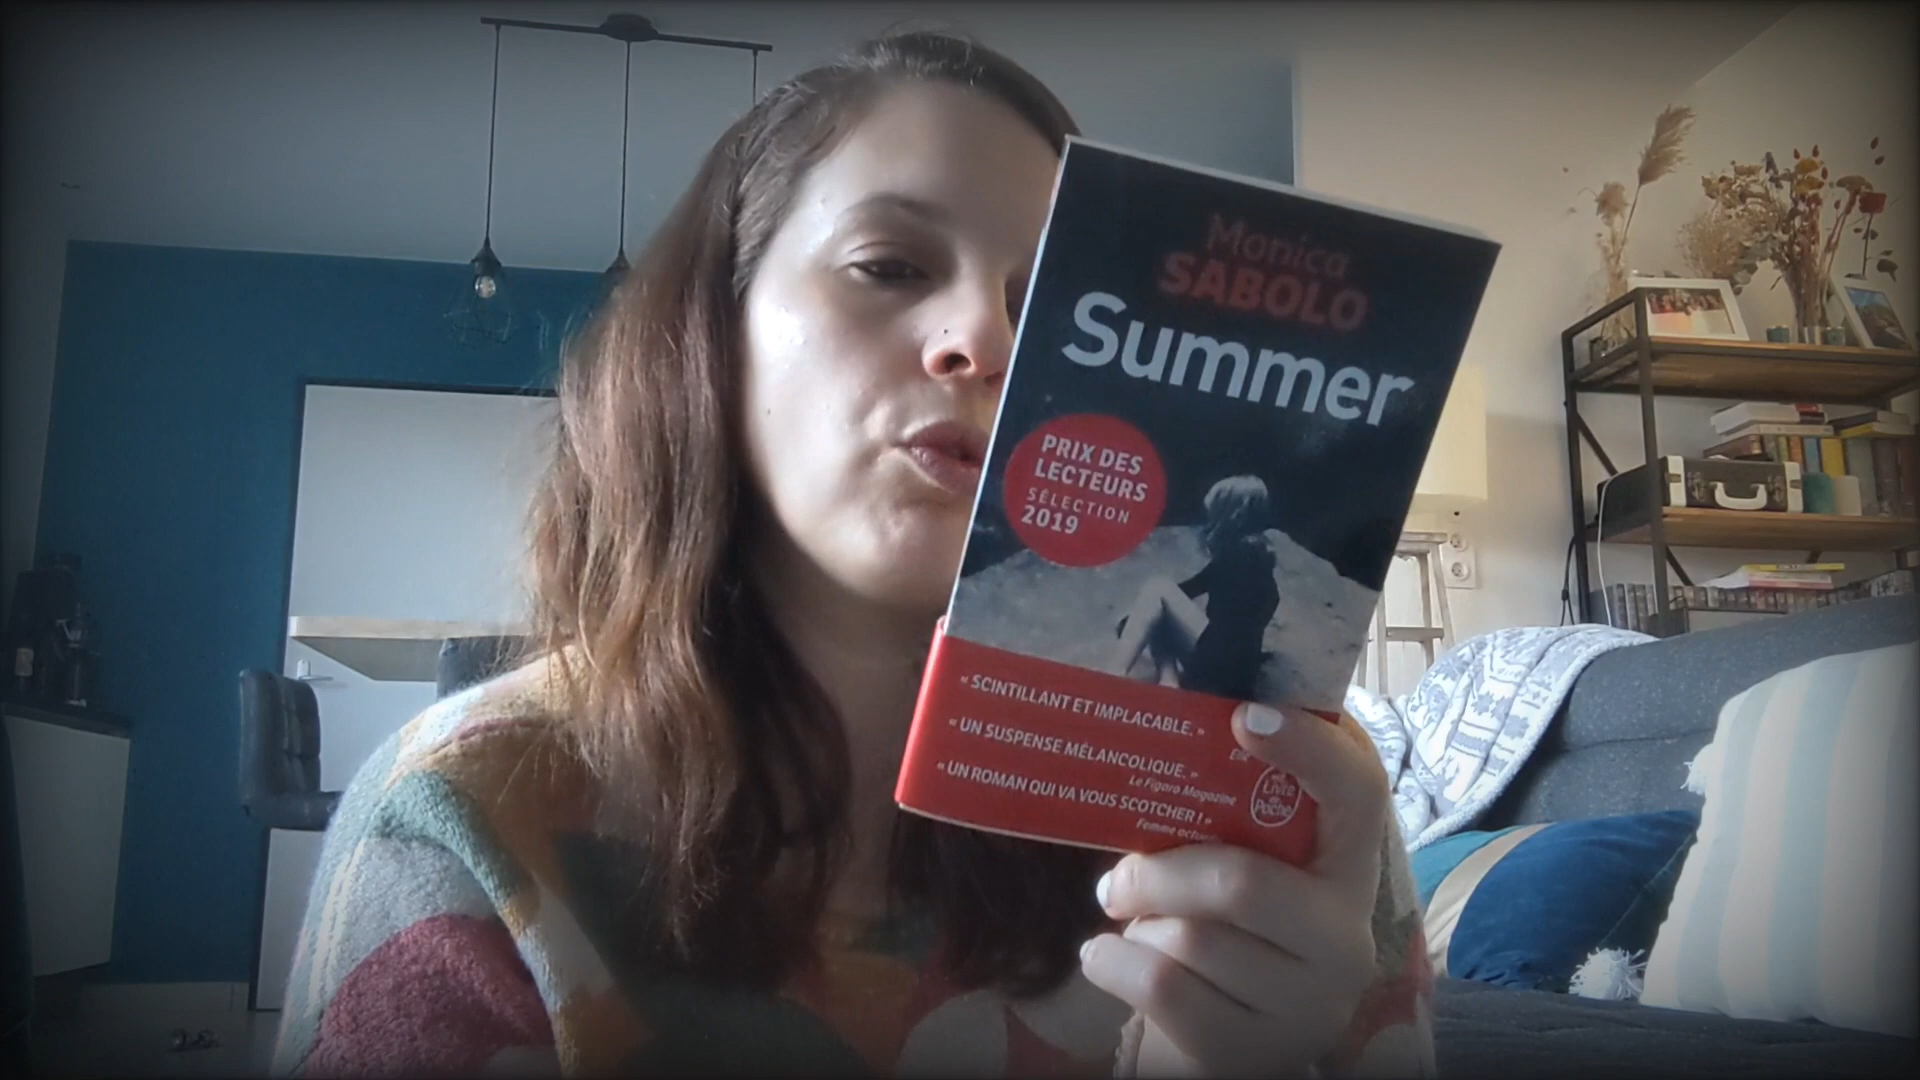 Monica
SABOLO
Summer
PRIX DES
LECTEURS
SÉLECTION
2019
« SCINTILLANT ET IMPLACABLE. »
Elle
« UN SUSPENSE MÉLANCOLIQUE. »
Le Figaro Magazine
« UN ROMAN QUI VA VOUS SCOTCHER ! »
Femme
Livre
de
Poche